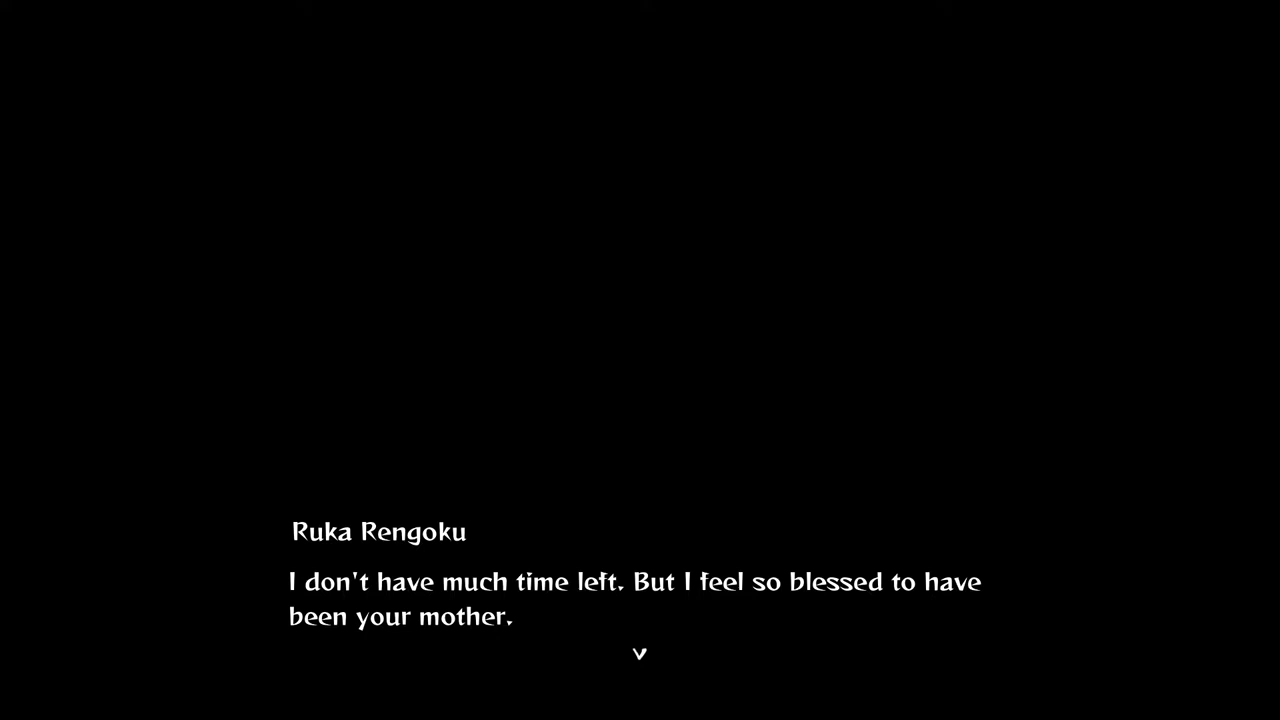 Ruka Rengoku
I don't have much time left. But I feel so blessed to have
been your mother.